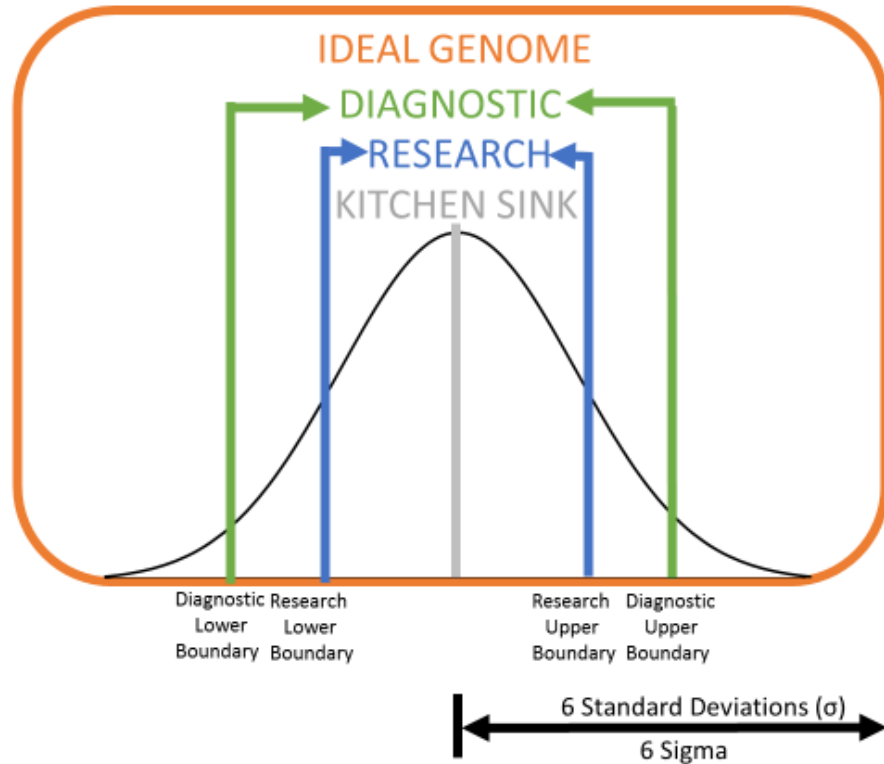 IDEAL GENOME
DIAGNOSTIC
RESEARCH
KITCHEN SINK
Diagnostic
Lower
Boundary
Research
Lower
Boundary
Research
Upper
Boundary
Diagnostic
Upper
Boundary
6 Standard Deviations (σ)
6 Sigma